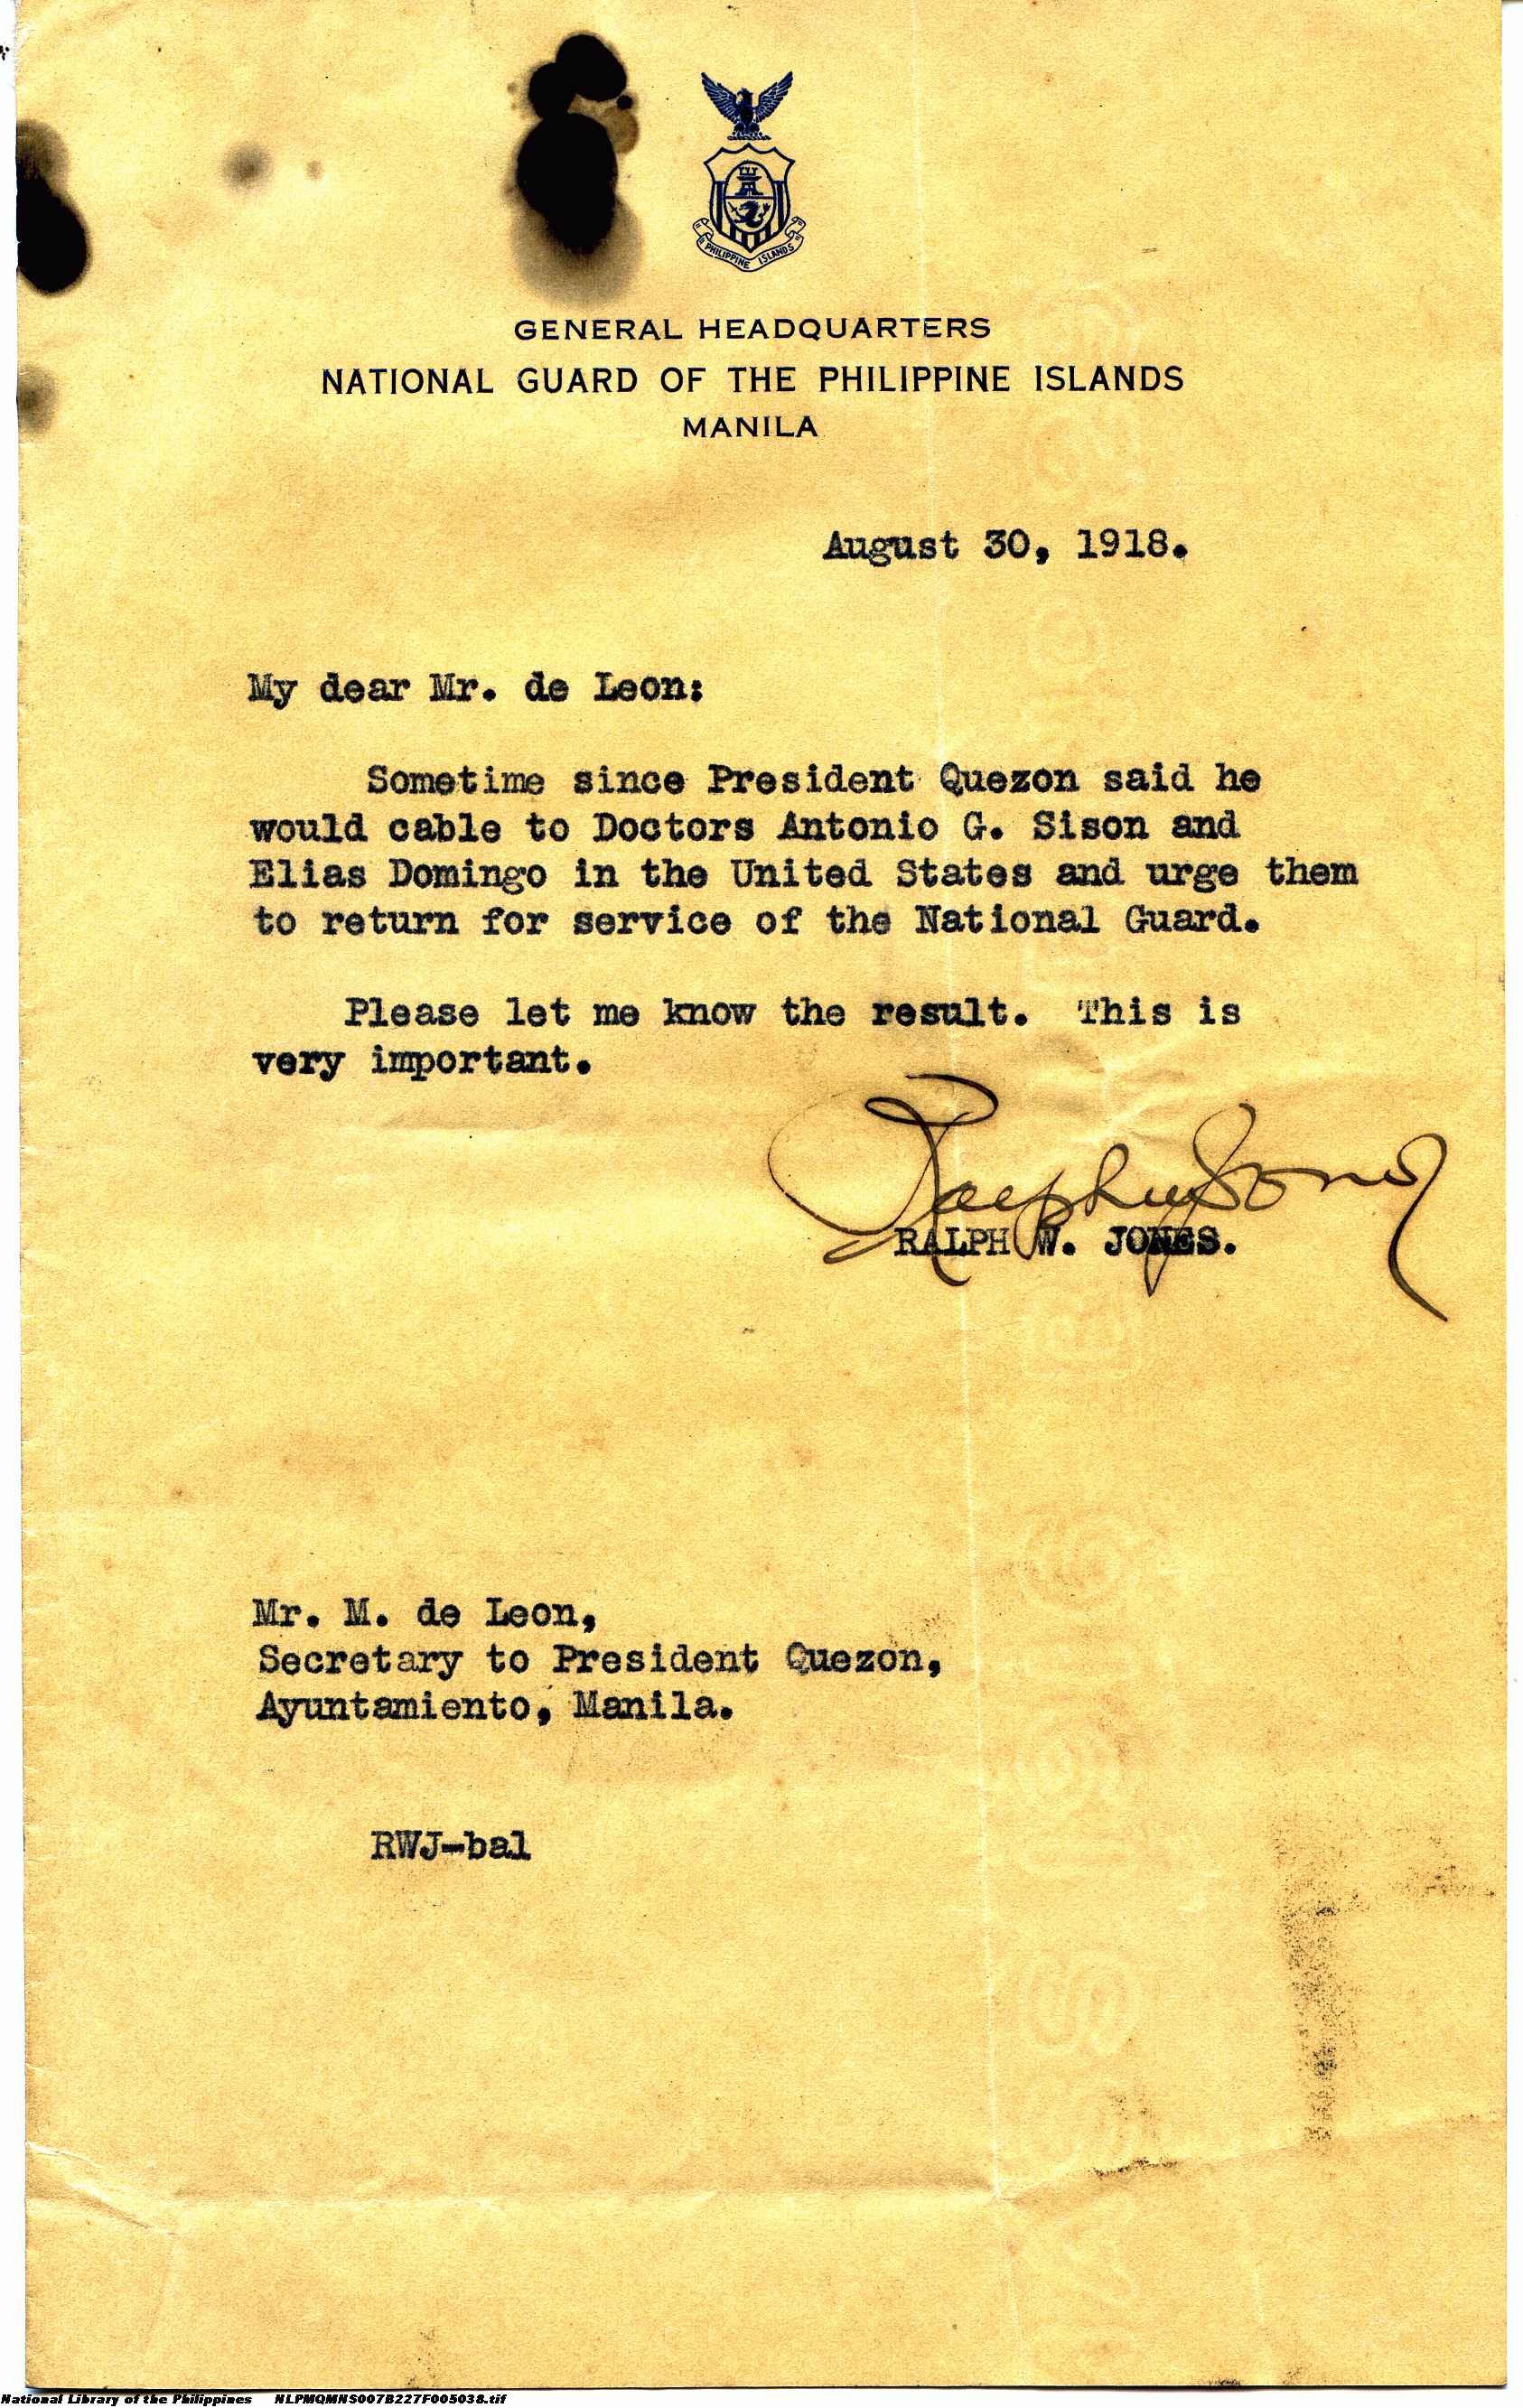 PHILIPPINE ISLANDS
GENERAL HEADQUARTERS
NATIONAL GUARD OF THE PHILIPPINE ISLANDS
MANILA
August 30, 1918.
My dear Mr. de Leon:
Sometime since President Quezon said he
would cable to Doctors Antonio G. Sison and
Elias Domingo in the United States and urge them
to return for service of the National Guard.
Please let me know the result. This is
very important.
Ralph W Jones
RALPH W. JONES.
Mr. M. de Leon,
Secretary to President Quezon,
Ayuntamiento, Manila.
RWJ-bal
National Library of the Philippines NLPMQMNS007B227F005038.tif